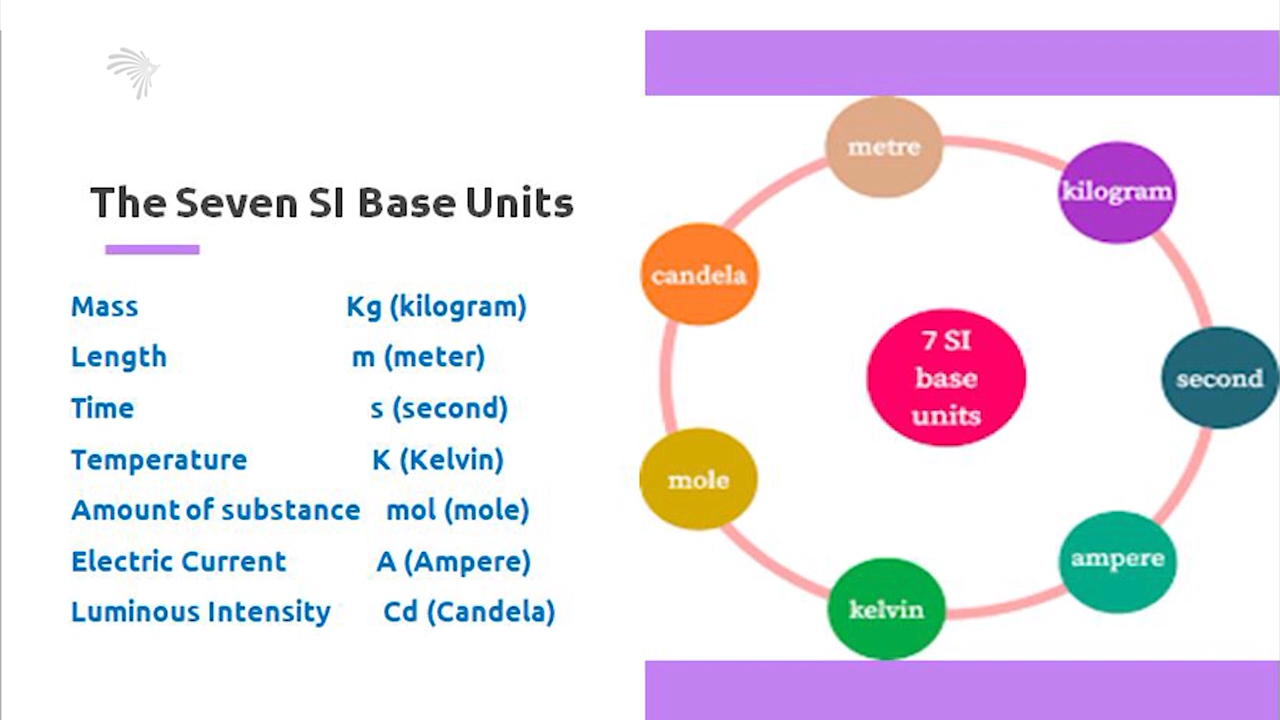 The Seven SI Base Units
Mass Kg (kilogram)
Length m (meter)
Time s (second)
Temperature K (Kelvin)
Amount of substance mol (mole)
Electric Current A (Ampere)
Luminous Intensity Cd (Candela)
metre
kilogram
candela
7 SI
base
units
second
mole
ampere
kelvin